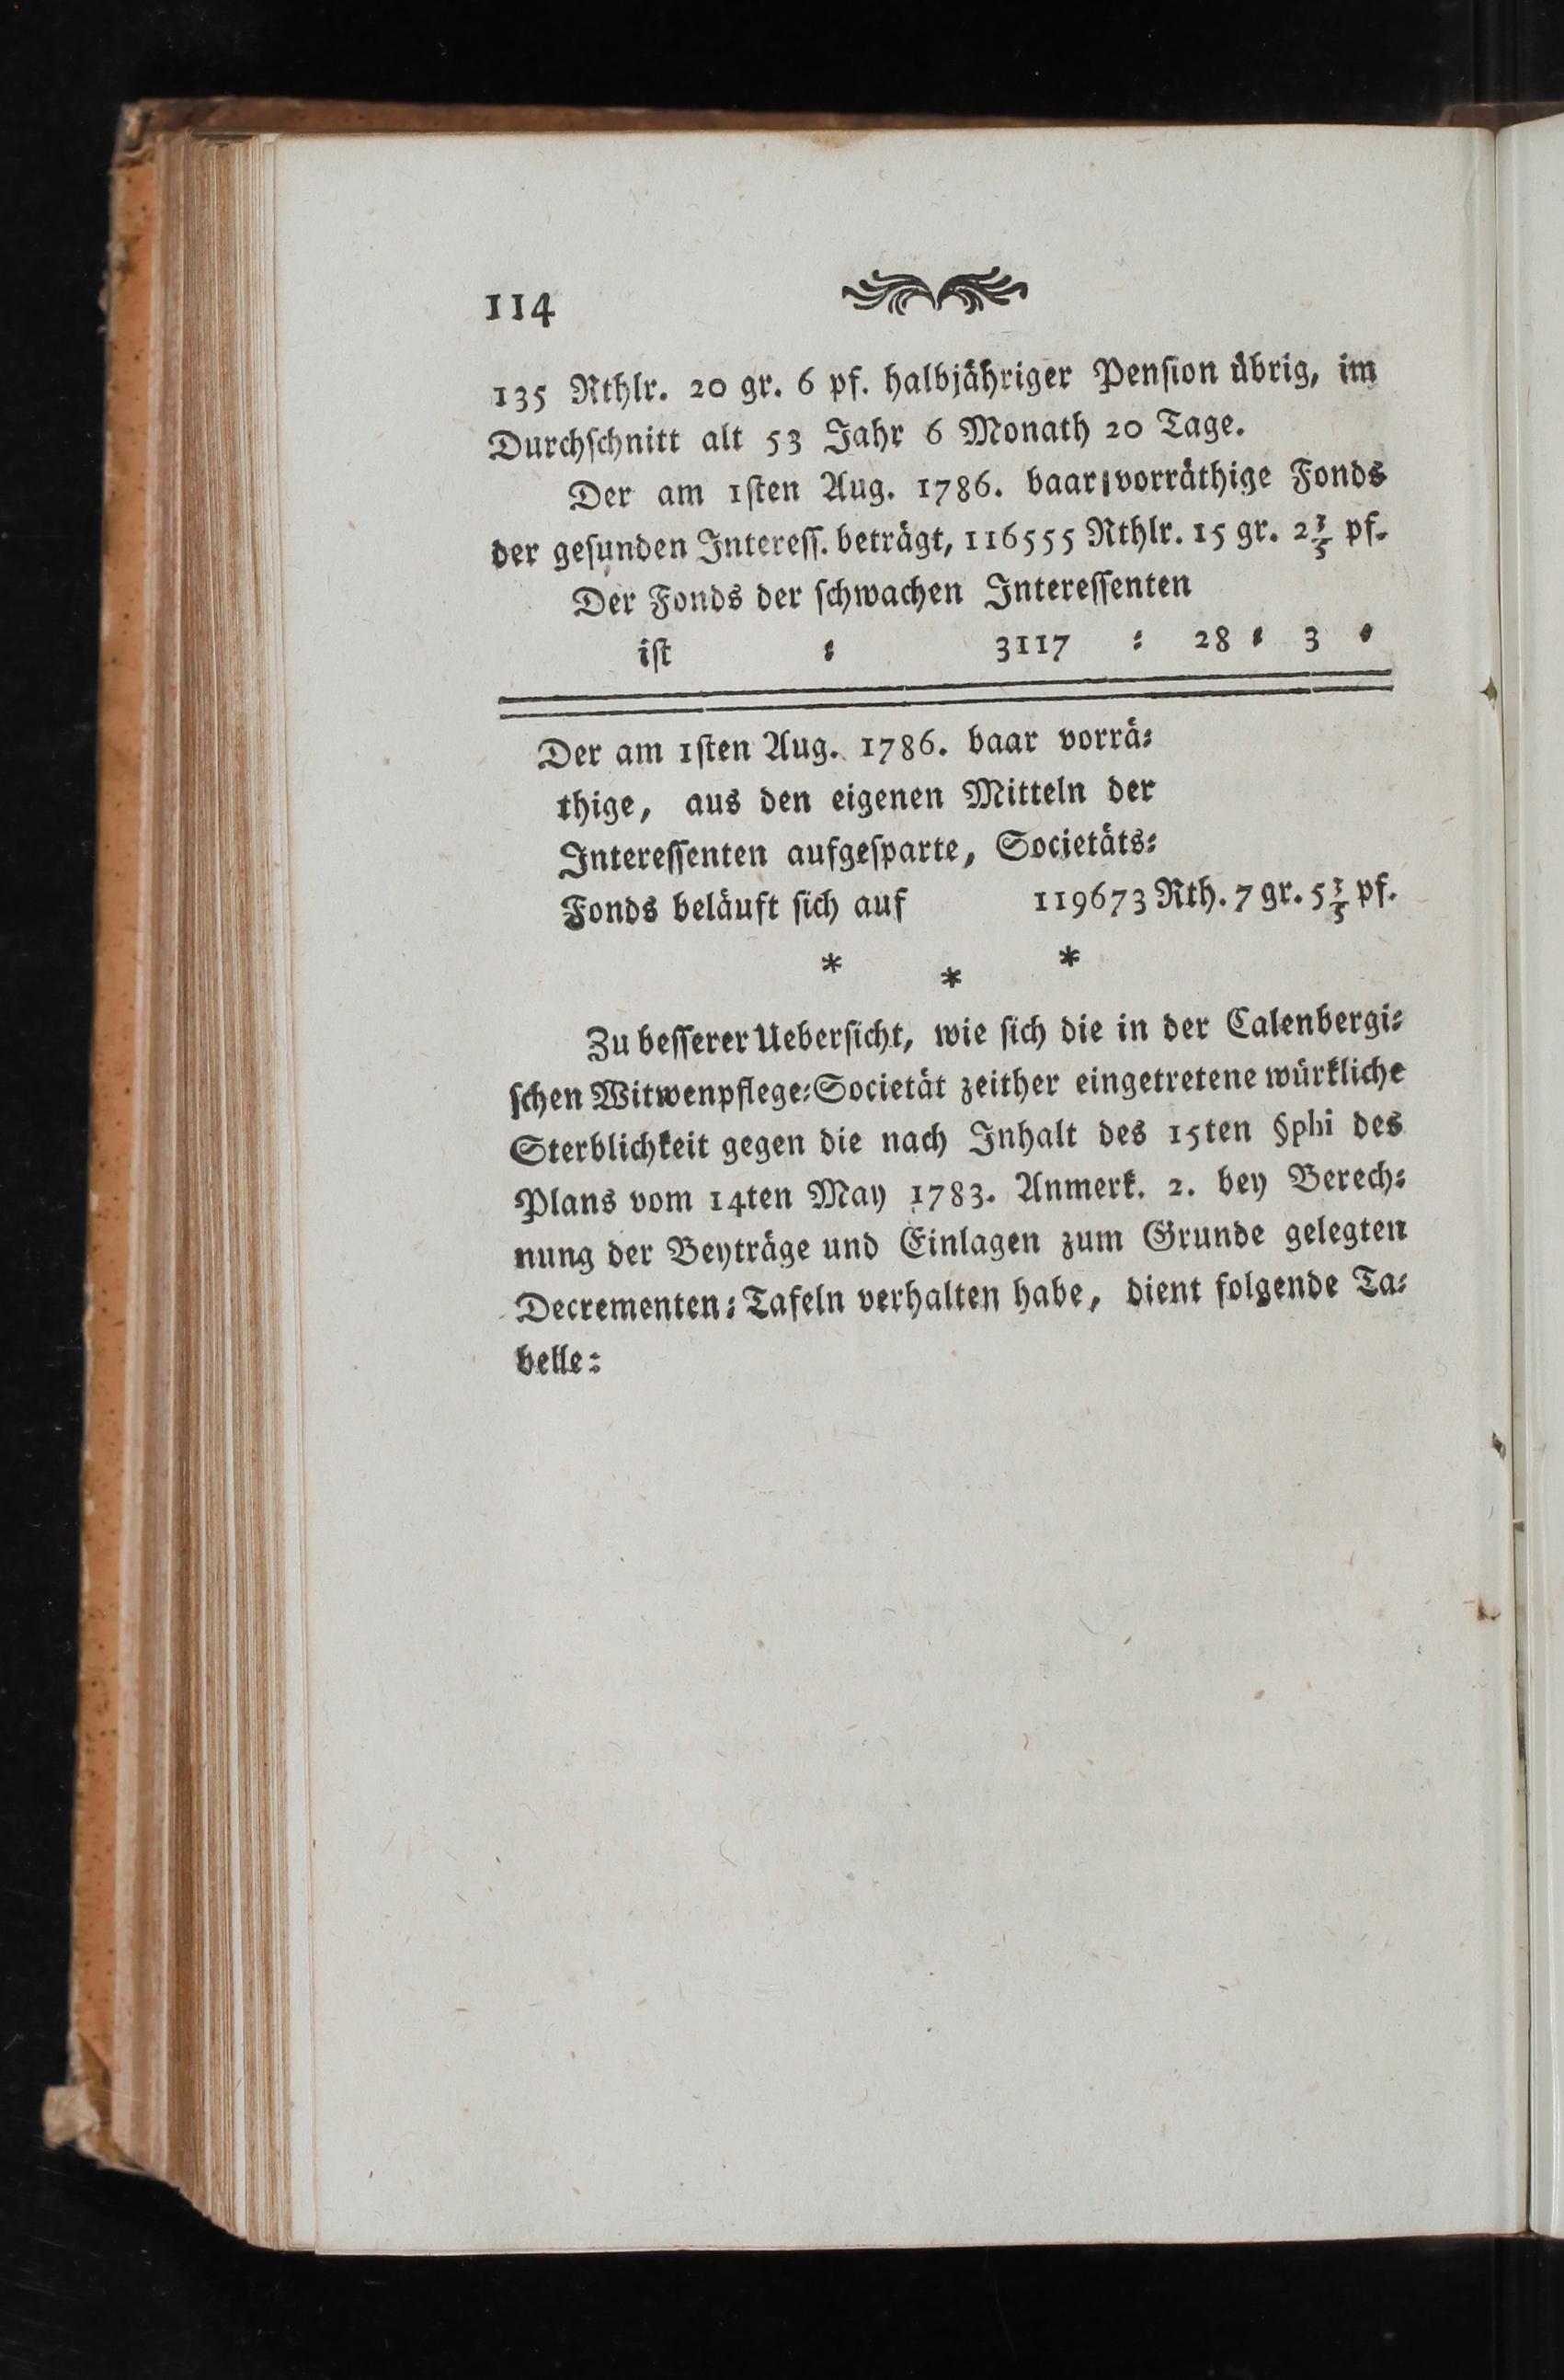 114
135 Rthlr. 20 gr. 6 pf. halbjähriger Penſion übrig, im
Durchſchnitt alt 53 Jahr 6 Monath 20 Tage.
Der am 1ſten Aug. 1786. baar vorräthige Fonds
der geſunden Intereſſ. beträgt, 116555 Rthlr. 15 gr. 2⅗ pf.
Der Fonds der ſchwachen Intereſſenten
iſt ⸗ 3117 ⸗ 28 ⸗ 3 ⸗
Der am 1ſten Aug. 1786. baar vorrä⸗
thige, aus den eigenen Mitteln der
Intereſſenten aufgeſparte, Societäts⸗
Fonds beläuft ſich auf 119673 Rth. 7 gr. 5⅗ pf.
* * *
Zu beſſerer Ueberſicht, wie ſich die in der Calenbergi⸗
ſchen Witwenpflege⸗Societät zeither eingetretene würkliche
Sterblichkeit gegen die nach Inhalt des 15ten §phi des
Plans vom 14ten May 1783. Anmerk. 2. bey Berech⸗
nung der Beyträge und Einlagen zum Grunde gelegten
Decrementen⸗Tafeln verhalten habe, dient folgende Ta⸗
belle: